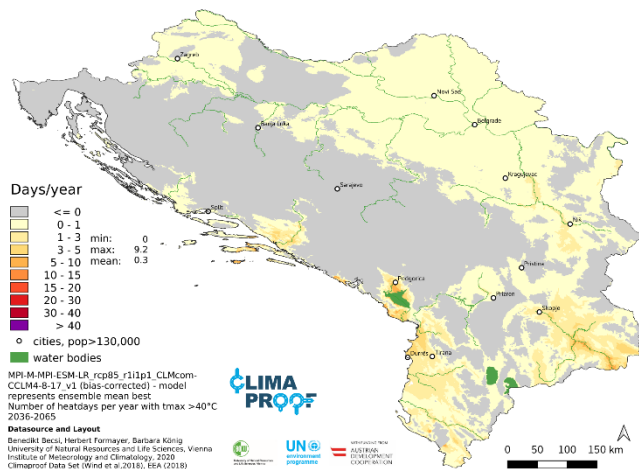 Zagreb
Novi Sad
Belgrade
Banja Luka
Kragujevac
Sarajevo
Split
Niš
Pristina
Podgorica
Prizren
Skopje
Durrës
Tirana
Days/year
<= 0
0 - 1
1 - 3
3 - 5
5 - 10
10 - 15
15 - 20
20 - 30
30 - 40
> 40
min: 0
max: 9.2
mean: 0.3
cities, pop>130,000
water bodies
MPI-M-MPI-ESM-LR_rcp85_r1i1p1_CLMcom-
CCLM4-8-17_v1 (bias-corrected) - model
represents ensemble mean best
Number of heatdays per year with tmax >40°C
2036-2065
Datasource and Layout
Benedikt Becsi, Herbert Formayer, Barbara König
University of Natural Resources and Life Sciences, Vienna
Institute of Meteorology and Climatology, 2020
Climaproof Data Set (Wind et al,2018), EEA (2018)
CLIMA
PROOF
UN
environment
programme
WITH FUNDING FROM
AUSTRIAN
DEVELOPMENT
COOPERATION
0 50 100 150 km